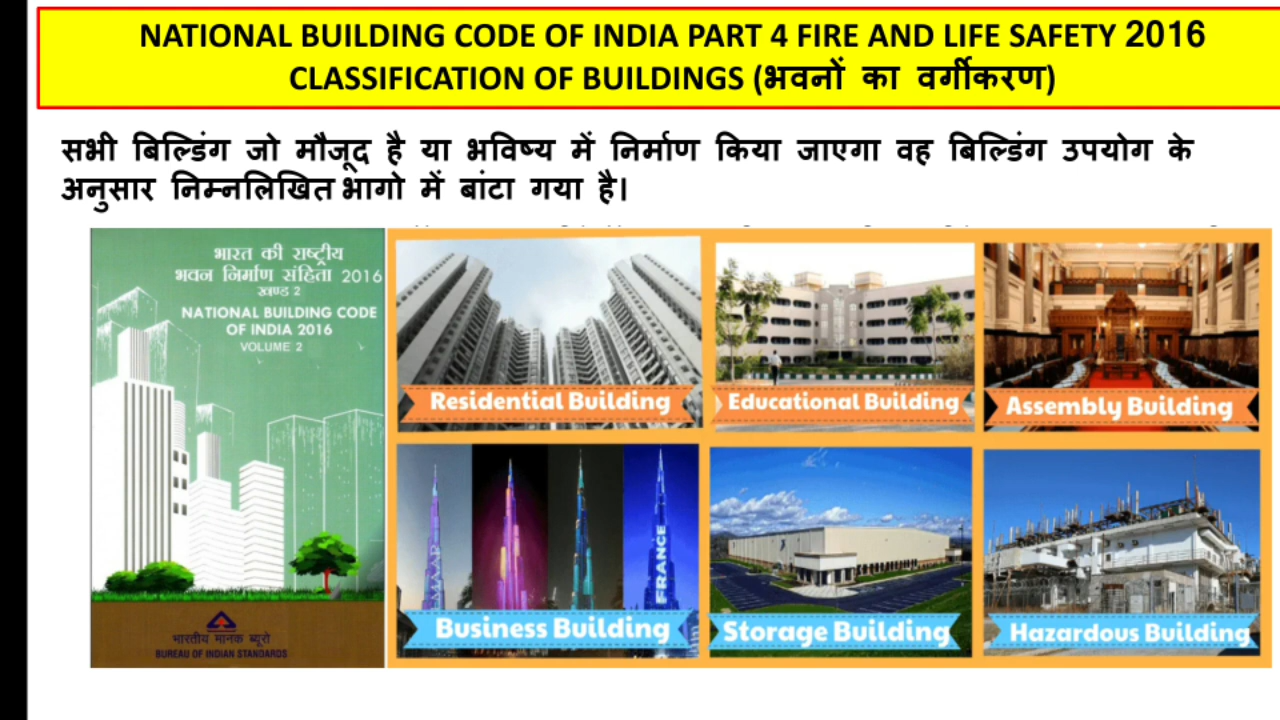 NATIONAL BUILDING CODE OF INDIA PART 4 FIRE AND LIFE SAFETY 2016
CLASSIFICATION OF BUILDINGS (भवनों का वर्गीकरण)
सभी बिल्डिंग जो मौजूद है या भविष्य में निर्माण किया जाएगा वह बिल्डिंग उपयोग के
अनुसार निम्नलिखित भागो में बांटा गया है।
भारत की राष्ट्रीय
भवन निर्माण संहिता 2016
खण्ड 2
NATIONAL BUILDING CODE
OF INDIA 2016
VOLUME 2
भारतीय मानक ब्यूरो
BUREAU OF INDIAN STANDARDS
Residential Building
Educational Building
Assembly Building
EMAAR
FRANCE
Business Building
Storage Building
Hazardous Building